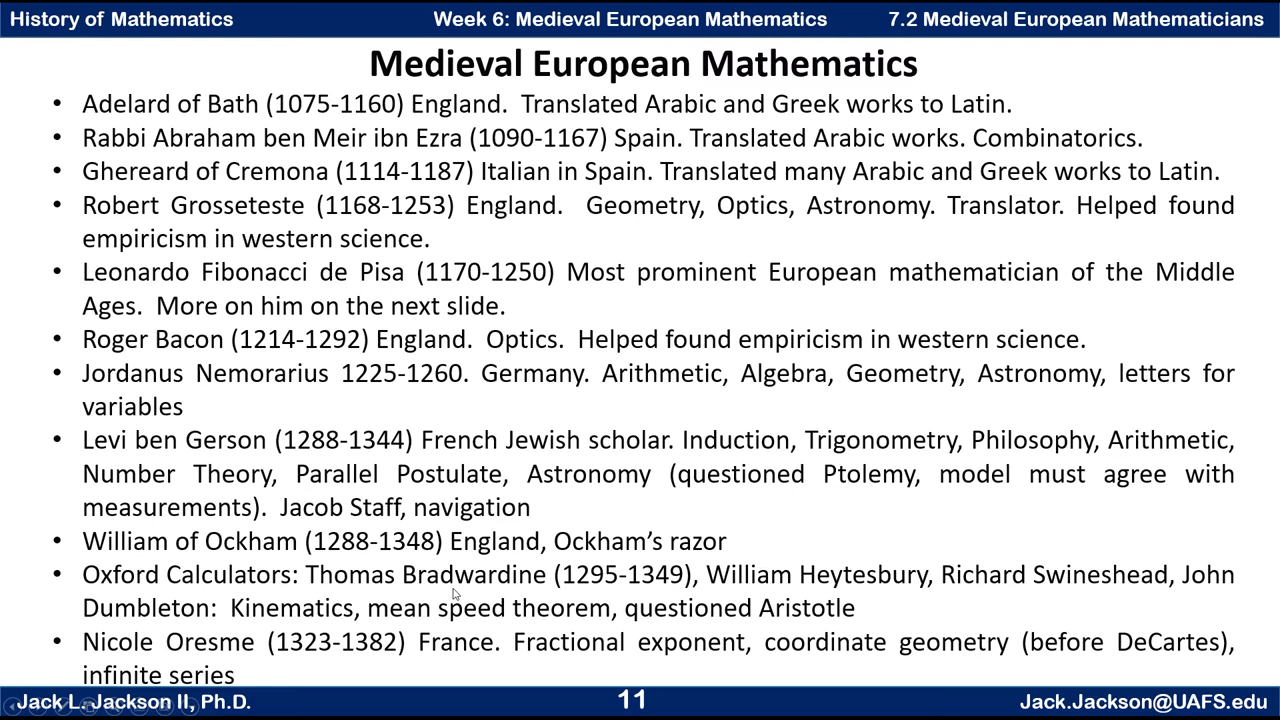 History of Mathematics Week 6: Medieval European Mathematics 7.2 Medieval European Mathematicians
Medieval European Mathematics
• Adelard of Bath (1075-1160) England. Translated Arabic and Greek works to Latin.
• Rabbi Abraham ben Meir ibn Ezra (1090-1167) Spain. Translated Arabic works. Combinatorics.
• Ghereard of Cremona (1114-1187) Italian in Spain. Translated many Arabic and Greek works to Latin.
• Robert Grosseteste (1168-1253) England. Geometry, Optics, Astronomy. Translator. Helped found
empiricism in western science.
• Leonardo Fibonacci de Pisa (1170-1250) Most prominent European mathematician of the Middle
Ages. More on him on the next slide.
• Roger Bacon (1214-1292) England. Optics. Helped found empiricism in western science.
• Jordanus Nemorarius 1225-1260. Germany. Arithmetic, Algebra, Geometry, Astronomy, letters for
variables
• Levi ben Gerson (1288-1344) French Jewish scholar. Induction, Trigonometry, Philosophy, Arithmetic,
Number Theory, Parallel Postulate, Astronomy (questioned Ptolemy, model must agree with
measurements). Jacob Staff, navigation
• William of Ockham (1288-1348) England, Ockham’s razor
• Oxford Calculators: Thomas Bradwardine (1295-1349), William Heytesbury, Richard Swineshead, John
Dumbleton: Kinematics, mean speed theorem, questioned Aristotle
• Nicole Oresme (1323-1382) France. Fractional exponent, coordinate geometry (before DeCartes),
infinite series
Jack L. Jackson II, Ph.D. 11 Jack.Jackson@UAFS.edu